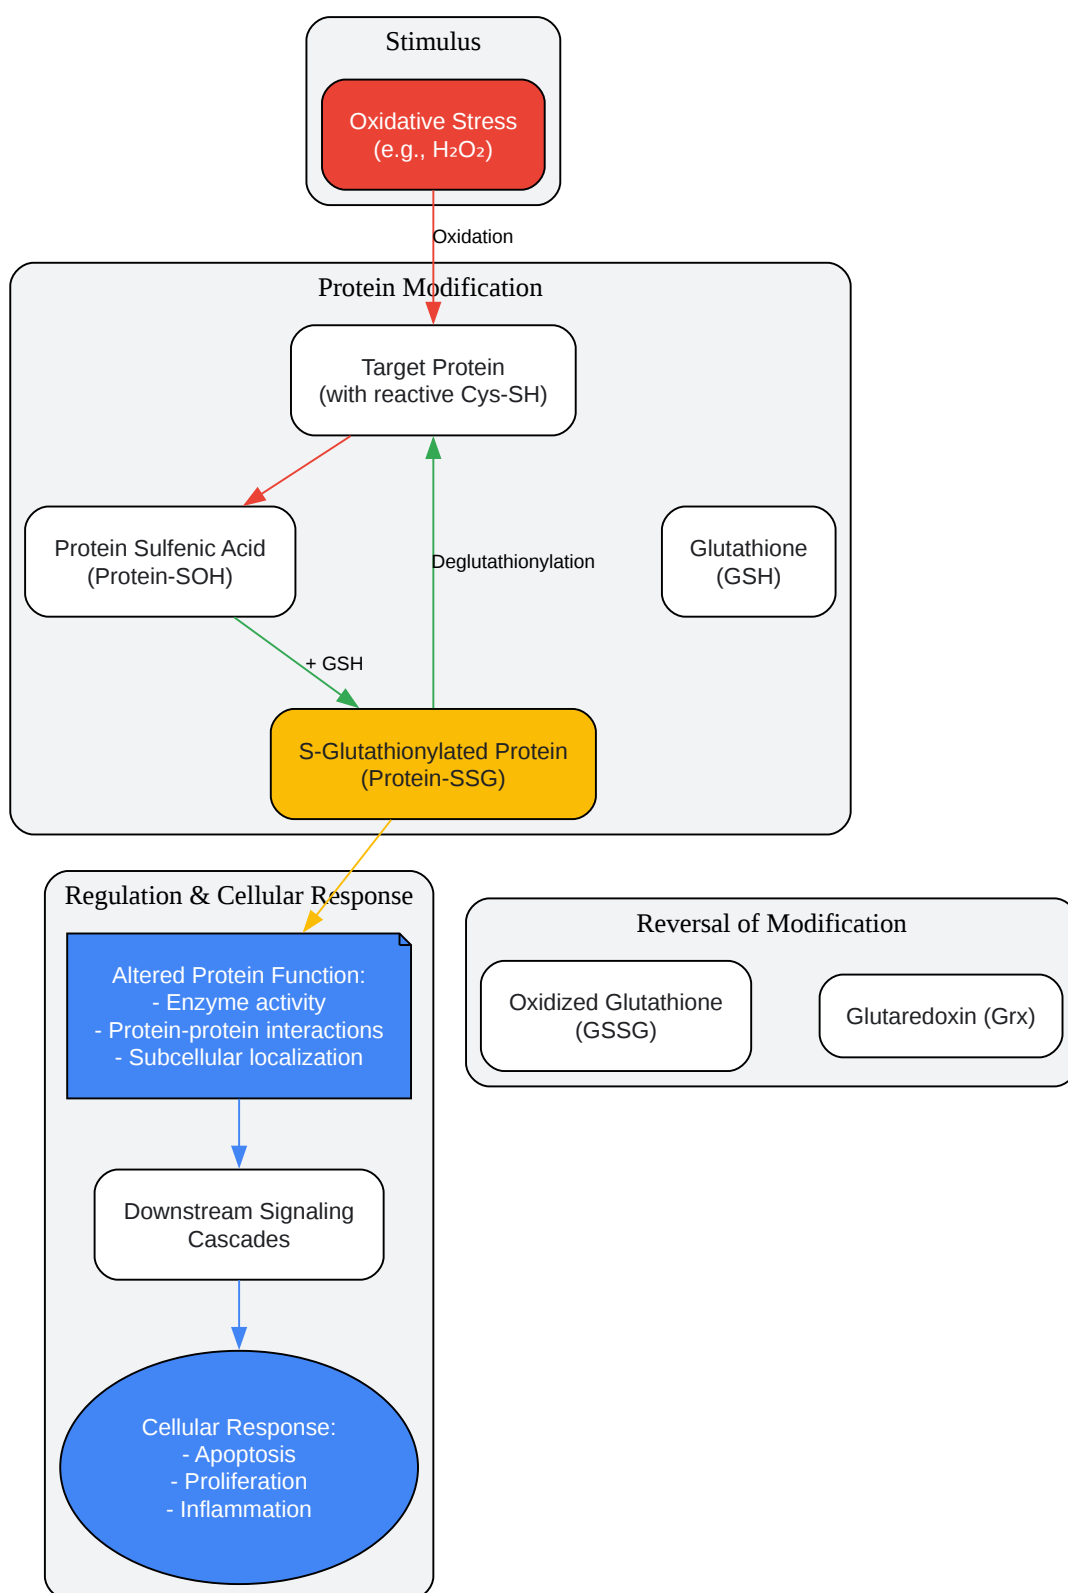 Stimulus
Oxidative Stress
(e.g., H₂O₂)
Oxidation
Protein Modification
Target Protein
(with reactive Cys-SH)
Protein Sulfenic Acid
(Protein-SOH)
Deglutathionylation
Glutathione
(GSH)
+ GSH
S-Glutathionylated Protein
(Protein-SSG)
Regulation & Cellular Response
Altered Protein Function:
- Enzyme activity
- Protein-protein interactions
- Subcellular localization
Downstream Signaling
Cascades
Cellular Response:
- Apoptosis
- Proliferation
- Inflammation
Reversal of Modification
Oxidized Glutathione
(GSSG)
Glutaredoxin (Grx)